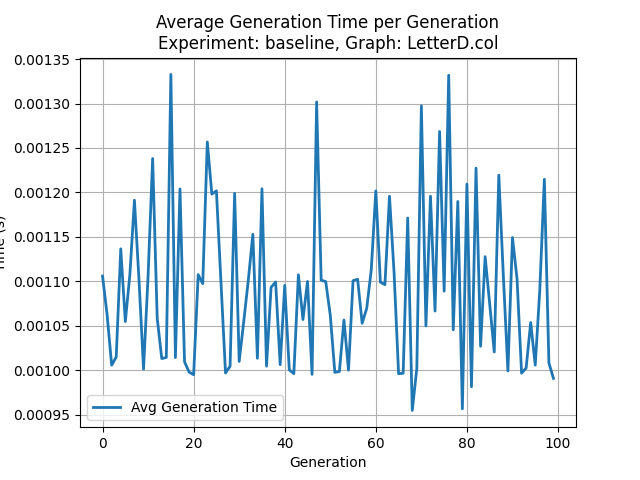 Average Generation Time per Generation
Experiment: baseline, Graph: LetterD.col
0.00135
0.00130
0.00125
0.00120
0.00115
0.00110
0.00105
0.00100
0.00095
Time (s)
Avg Generation Time
0 20 40 60 80 100
Generation